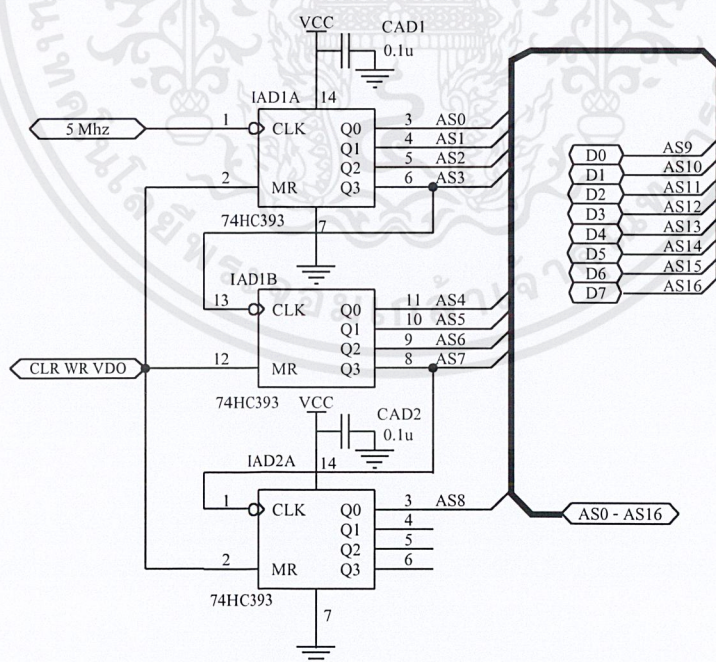 VCC
CAD1
0.1u
IAD1A
14
5 Mhz
1
CLK
Q0
3
AS0
Q1
4
AS1
Q2
5
AS2
2
MR
Q3
6
AS3
74HC393
7
D0
AS9
D1
AS10
D2
AS11
D3
AS12
D4
AS13
D5
AS14
D6
AS15
D7
AS16
IAD1B
13
CLK
Q0
11
AS4
Q1
10
AS5
Q2
9
AS6
CLR WR VDO
12
MR
Q3
8
AS7
74HC393
VCC
CAD2
0.1u
IAD2A
14
1
CLK
Q0
3
AS8
Q1
4
Q2
5
2
MR
Q3
6
74HC393
7
AS0 - AS16